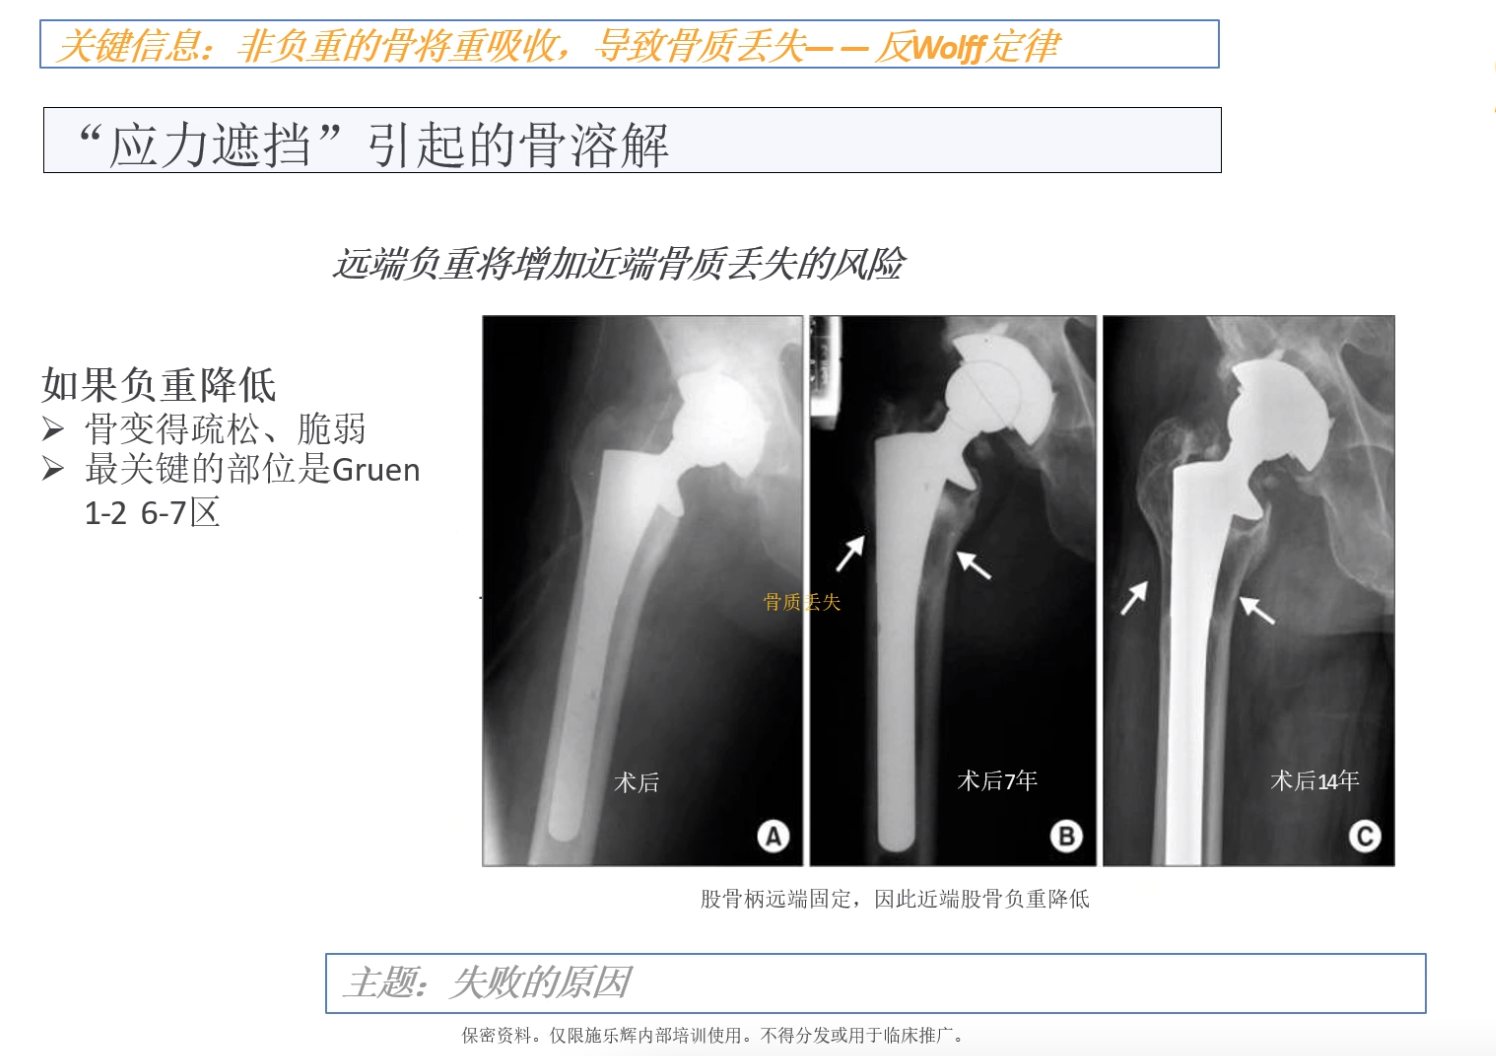 关键信息：非负重的骨将重吸收，导致骨质丢失— — 反Wolff定律
“应力遮挡”引起的骨溶解
远端负重将增加近端骨质丢失的风险
如果负重降低
➢ 骨变得疏松、脆弱
➢ 最关键的部位是Gruen
1-2 6-7区
骨质丢失
术后
A
术后7年
B
术后14年
C
股骨柄远端固定，因此近端股骨负重降低
主题：失败的原因
保密资料。仅限施乐辉内部培训使用。不得分发或用于临床推广。